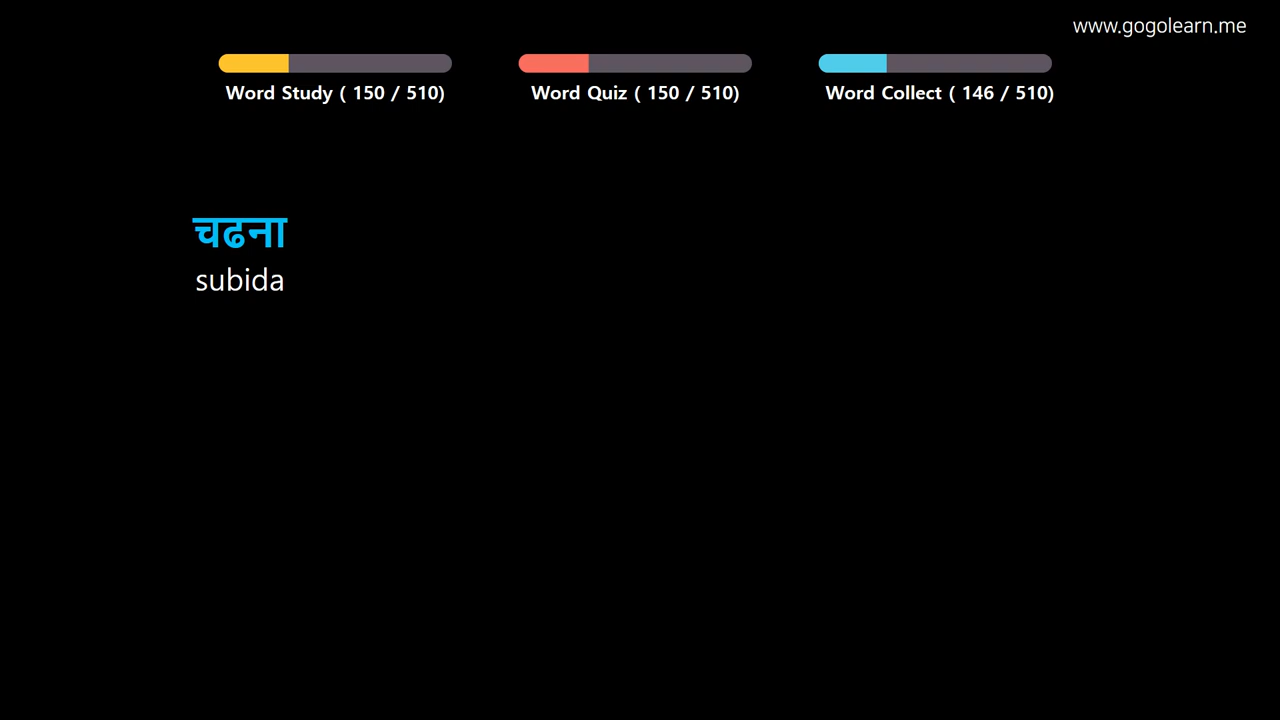 www.gogolearn.me
Word Study ( 150 / 510)
Word Quiz ( 150 / 510)
Word Collect ( 146 / 510)
चढना
subida